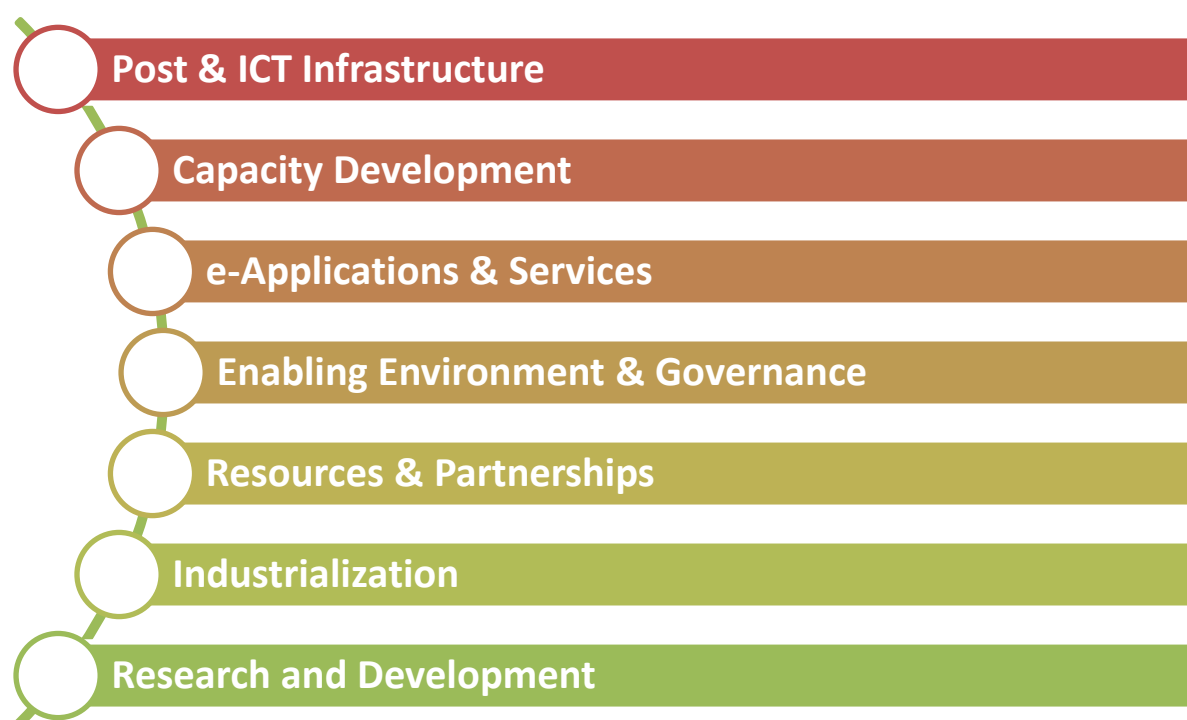 Post & ICT Infrastructure
Capacity Development
e-Applications & Services
Enabling Environment & Governance
Resources & Partnerships
Industrialization
Research and Development